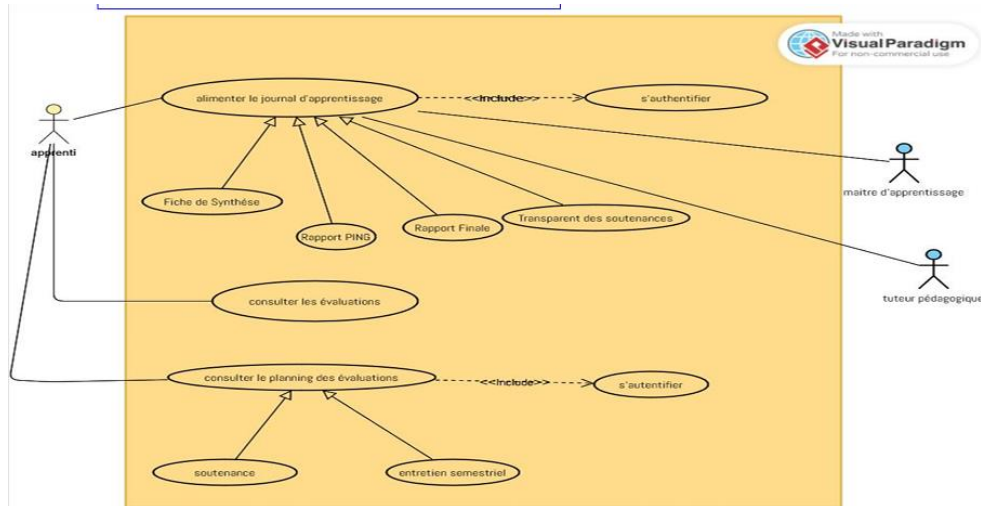 Made with
Visual Paradigm
For non-commercial use
alimenter le journal d'apprentissage
<<Include>>
s'authentifier
apprenti
maitre d'apprentissage
Fiche de Synthése
Rapport PING
Rapport Finale
Transparent des soutenances
tuteur pédagogique
consulter les évaluations
consulter le planning des évaluations
<<Include>>
s'autentifier
soutenance
entretien semestriel